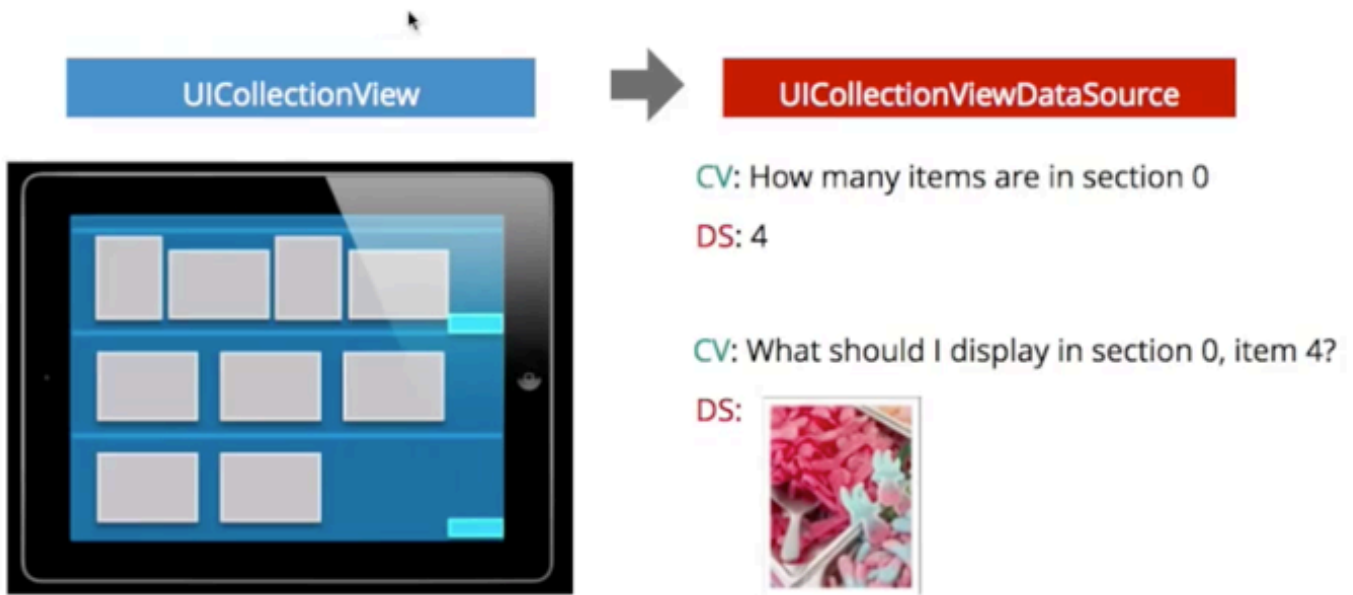 UICollectionView
UICollectionViewDataSource
CV: How many items are in section 0
DS: 4
CV: What should I display in section 0, item 4?
DS: